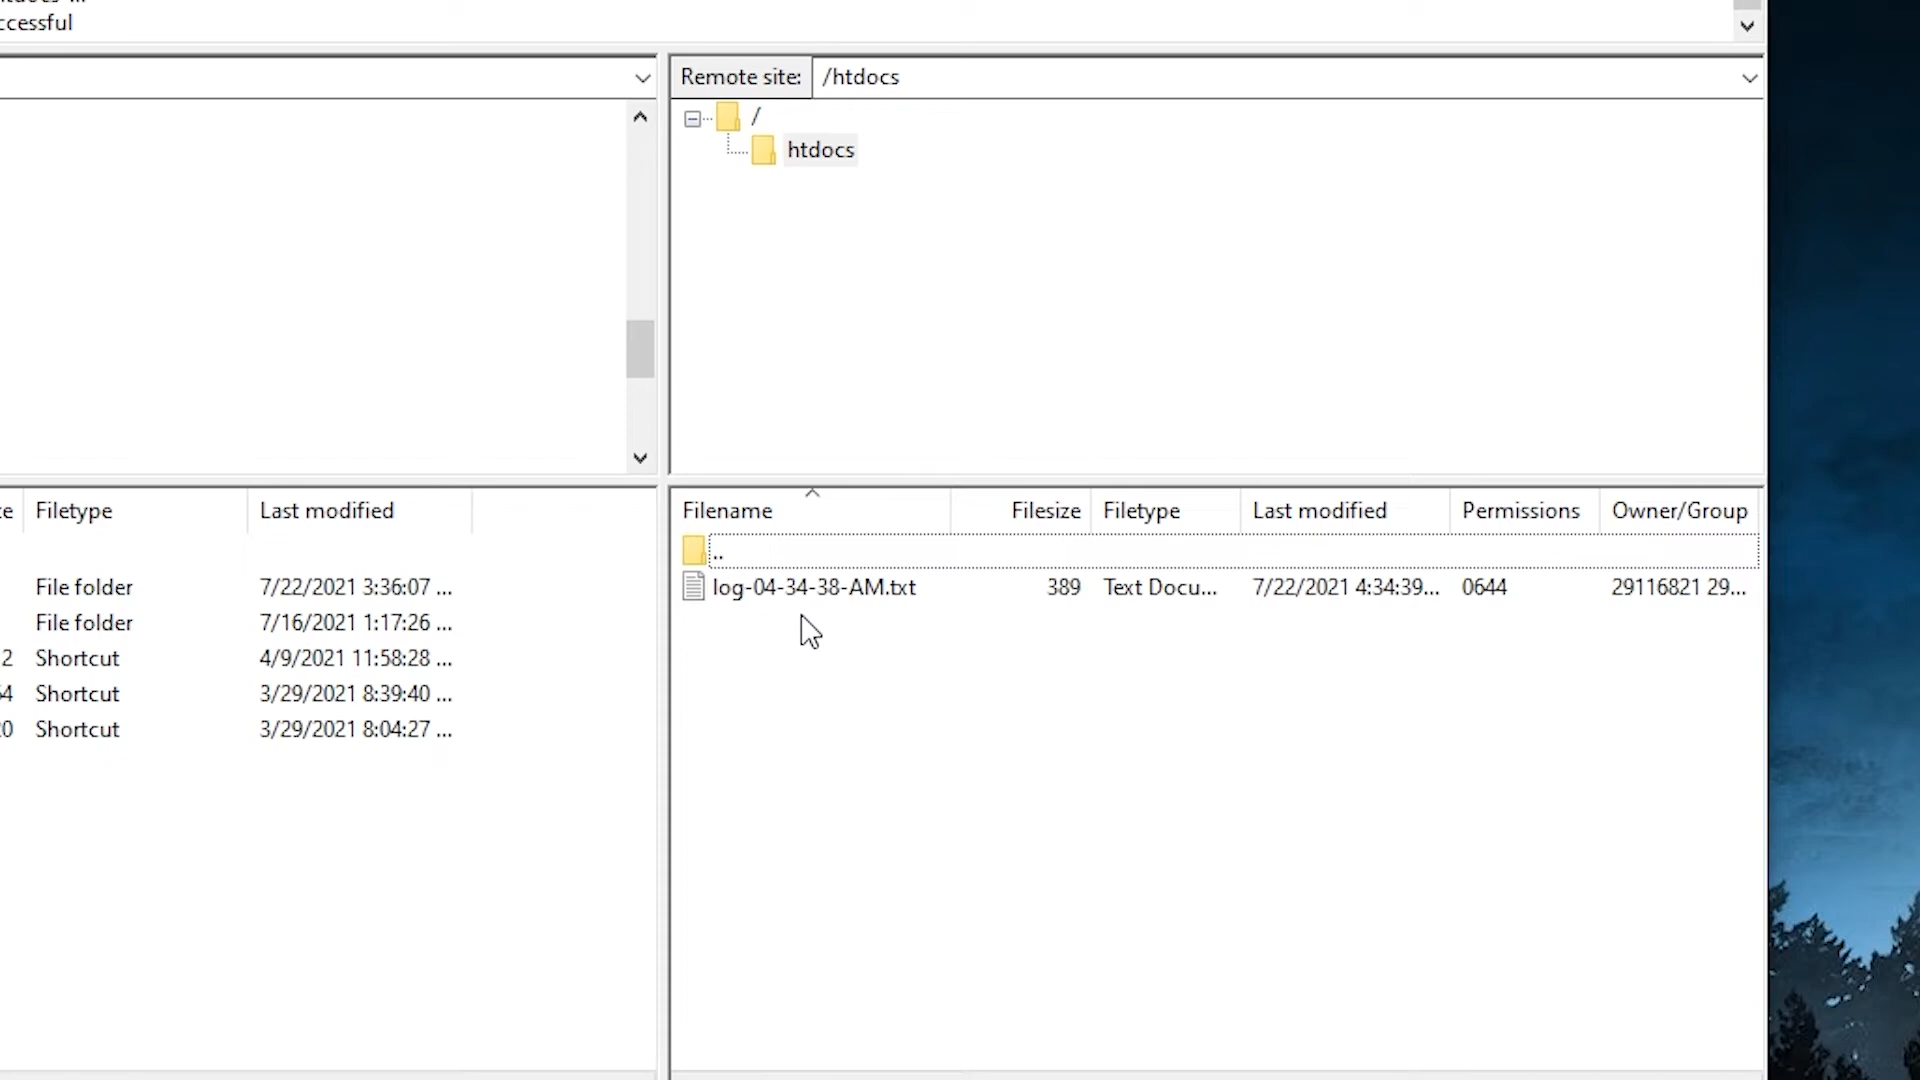 ccessful
Remote site: /htdocs
/
htdocs
Filetype Last modified
File folder 7/22/2021 3:36:07 ...
File folder 7/16/2021 1:17:26 ...
2 Shortcut 4/9/2021 11:58:28 ...
4 Shortcut 3/29/2021 8:39:40 ...
0 Shortcut 3/29/2021 8:04:27 ...
Filename Filesize Filetype Last modified Permissions Owner/Group
..
log-04-34-38-AM.txt 389 Text Docu... 7/22/2021 4:34:39... 0644 29116821 29...